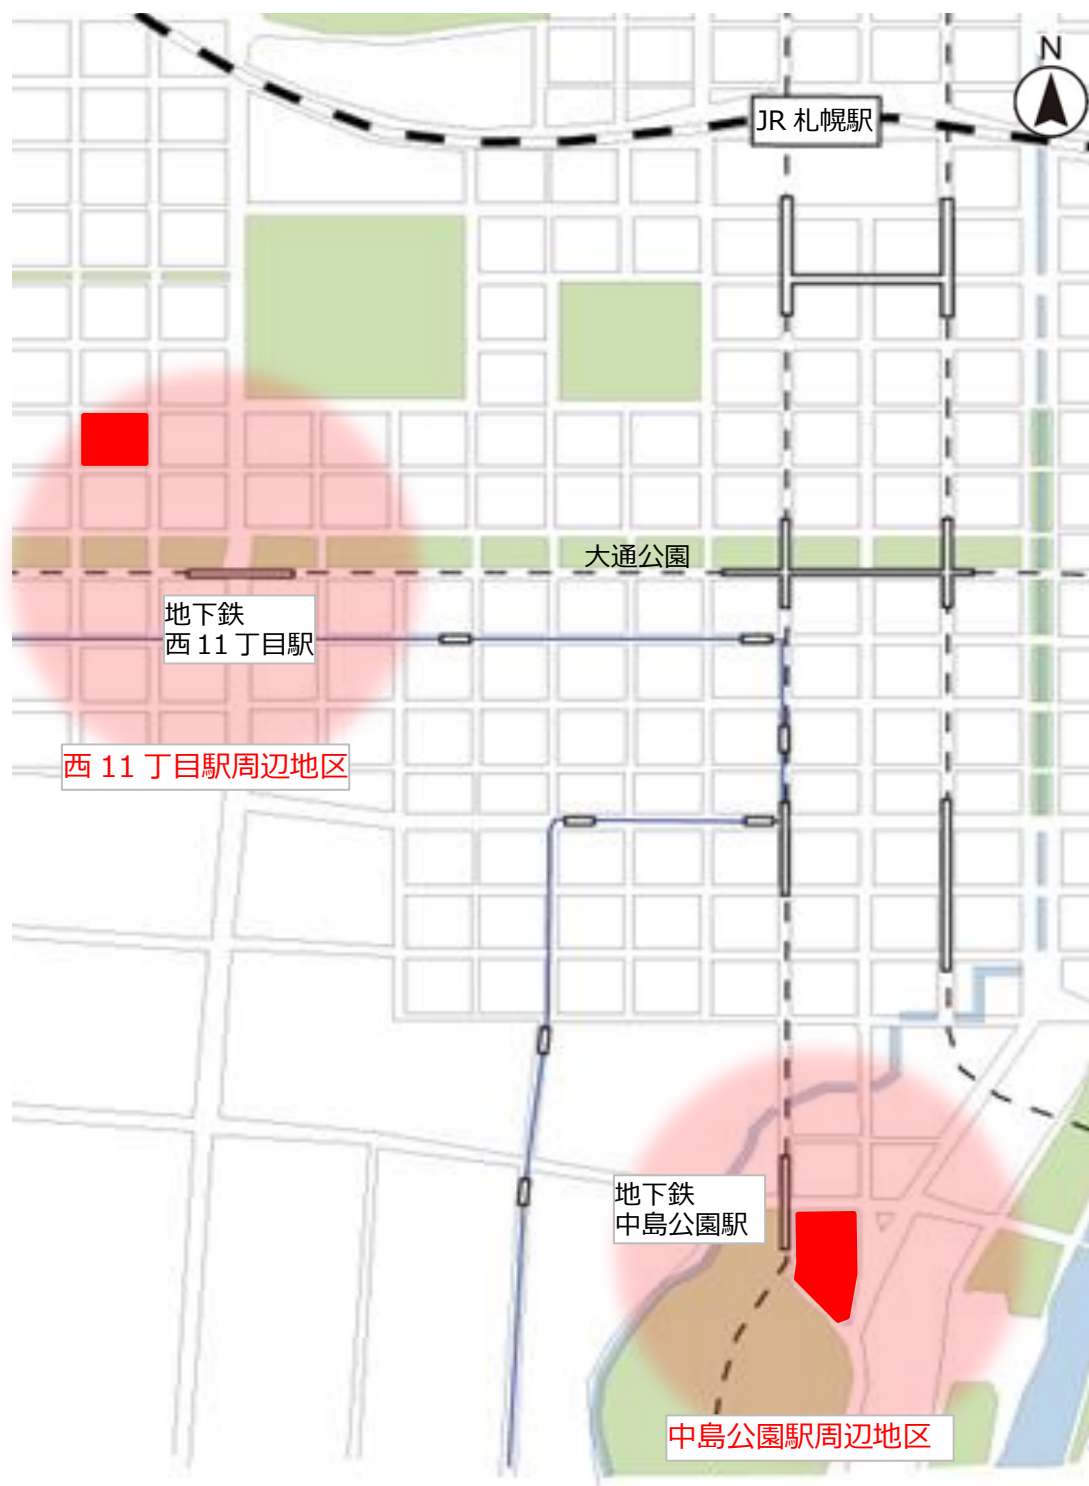 N
JR 札幌駅
大通公園
地下鉄
西 11 丁目駅
西 11 丁目駅周辺地区
地下鉄
中島公園駅
中島公園駅周辺地区